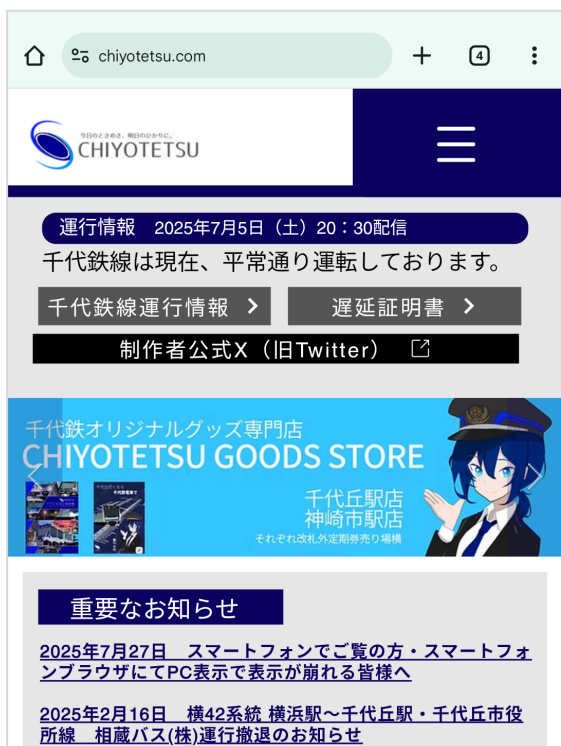 chiyotetsu.com
4
今日のときめき、明日のひかりに。
CHIYOTETSU
運行情報　2025年7月5日（土）20：30配信
千代鉄線は現在、平常通り運転しております。
千代鉄線運行情報
遅延証明書
制作者公式X（旧Twitter）
千代鉄オリジナルグッズ専門店
CHIYOTETSU GOODS STORE
千代丘駅店
神崎市駅店
それぞれ改札外定期券売り場横
重要なお知らせ
2025年7月27日　スマートフォンでご覧の方・スマートフォ
ンブラウザにてPC表示で表示が崩れる皆様へ
2025年2月16日　横42系統 横浜駅～千代丘駅・千代丘市役
所線　相蔵バス(株)運行撤退のお知らせ